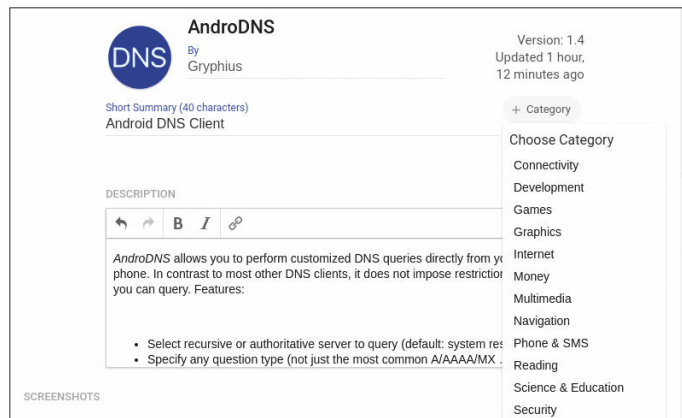 DNS
AndroDNS
By
Gryphius
Version: 1.4
Updated 1 hour,
12 minutes ago
Short Summary (40 characters)
Android DNS Client
+ Category
Choose Category
Connectivity
Development
Games
Graphics
Internet
Money
Multimedia
Navigation
Phone & SMS
Reading
Science & Education
Security
DESCRIPTION
B I
AndroDNS allows you to perform customized DNS queries directly from
phone. In contrast to most other DNS clients, it does not impose
you can query. Features:
• Select recursive or authoritative server to query (default: system
• Specify any question type (not just the most common A/AAAA/MX
SCREENSHOTS